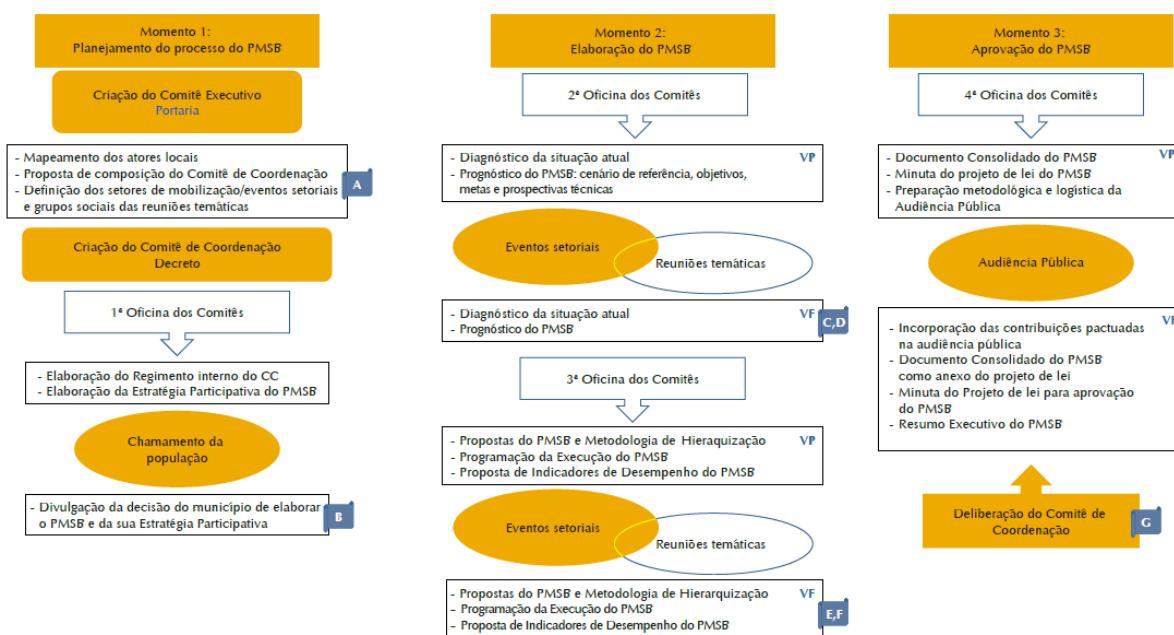 Momento 1:
Planejamento do processo do PMSB
Criação do Comitê Executivo
Portaria
- Mapeamento dos atores locais
- Proposta de composição do Comitê de Coordenação
- Definição dos setores de mobilização/eventos setoriais
e grupos sociais das reuniões temáticas
A
Criação do Comitê de Coordenação
Decreto
1ª Oficina dos Comitês
- Elaboração do Regimento interno do CC
- Elaboração da Estratégia Participativa do PMSB
Chamamento da
população
- Divulgação da decisão do município de elaborar
o PMSB e da sua Estratégia Participativa
B
Momento 2:
Elaboração do PMSB
2ª Oficina dos Comitês
- Diagnóstico da situação atual
VP
- Prognóstico do PMSB: cenário de referência, objetivos,
metas e prospectivas técnicas
Eventos setoriais
Reuniões temáticas
- Diagnóstico da situação atual
VF
- Prognóstico do PMSB
C,D
3ª Oficina dos Comitês
- Propostas do PMSB e Metodologia de Hieraquização
VP
- Programação da Execução do PMSB
- Proposta de Indicadores de Desempenho do PMSB
Eventos setoriais
Reuniões temáticas
- Propostas do PMSB e Metodologia de Hierarquização
VF
- Programação da Execução do PMSB
- Proposta de Indicadores de Desempenho do PMSB
E,F
Momento 3:
Aprovação do PMSB
4ª Oficina dos Comitês
- Documento Consolidado do PMSB
VP
- Minuta do projeto de lei do PMSB
- Preparação metodológica e logística da
Audiência Pública
Audiência Pública
VF
- Incorporação das contribuições pactuadas
na audiência pública
- Documento Consolidado do PMSB
como anexo do projeto de lei
- Minuta do Projeto de lei para aprovação
do PMSB
- Resumo Executivo do PMSB
Deliberação do Comitê de
Coordenação
G